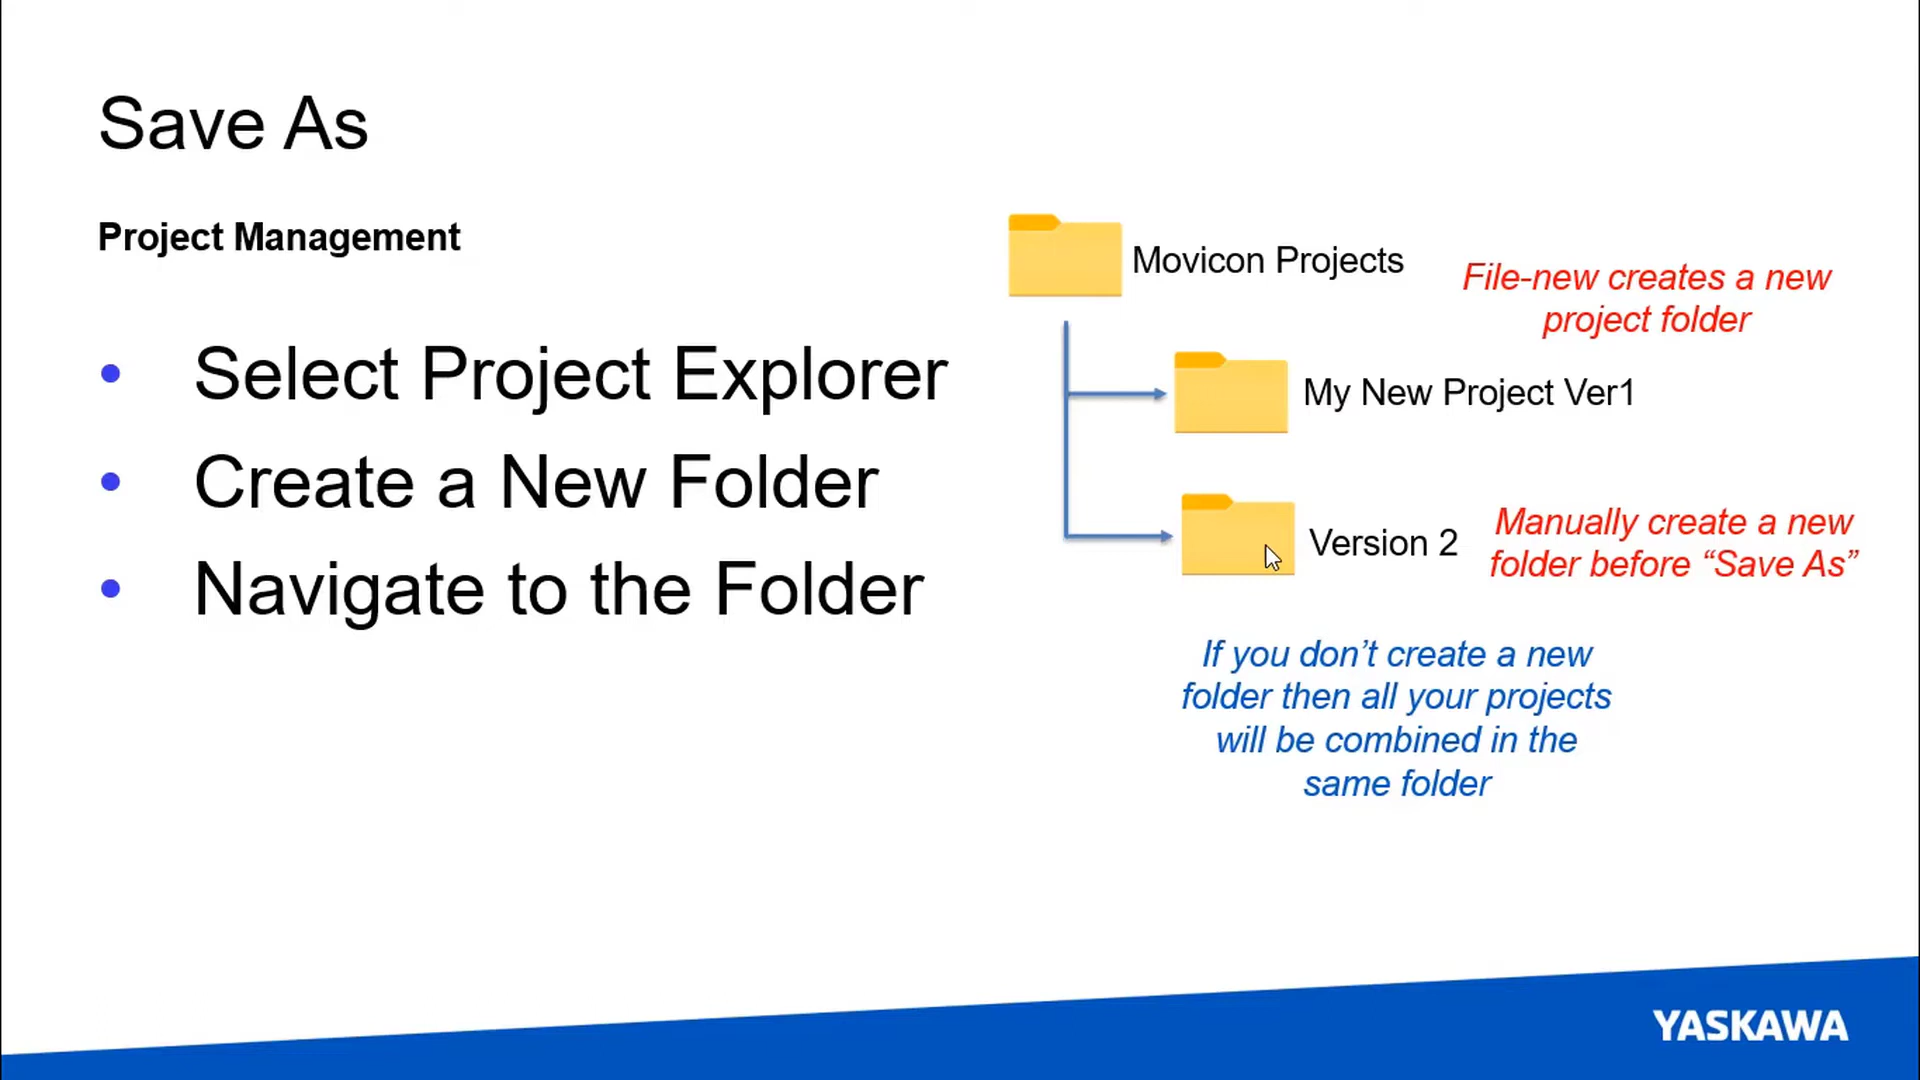 Save As
Project Management
• Select Project Explorer
• Create a New Folder
• Navigate to the Folder
Movicon Projects
File-new creates a new
project folder
My New Project Ver1
Version 2
Manually create a new
folder before “Save As”
If you don’t create a new
folder then all your projects
will be combined in the
same folder
YASKAWA